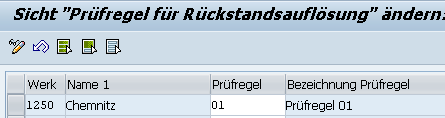 Sicht "Prüfregel für Rückstandsauflösung" ändern:
Werk Name 1 Prüfregel Bezeichnung Prüfregel
1250 Chemnitz 01 Prüfregel 01